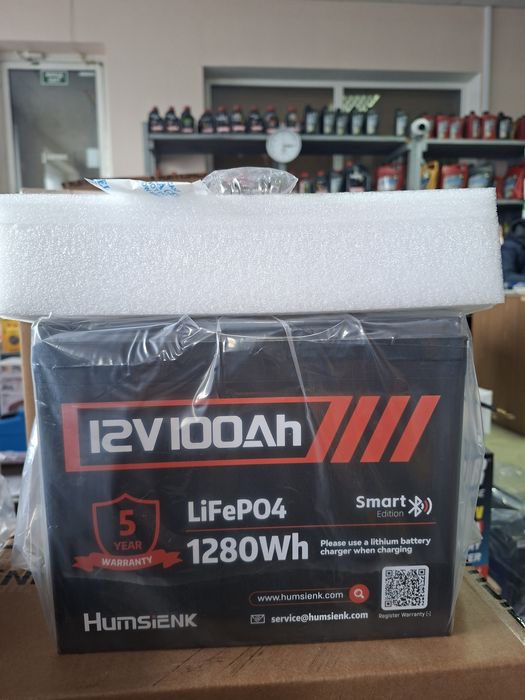 12V100Ah
LiFePO4
Smart
Edition
5
YEAR
WARRANTY
1280Wh
Please use a lithium battery
charger when charging
www.humsienk.com
HUMSiENK
service@humsienk.com
Register Warranty